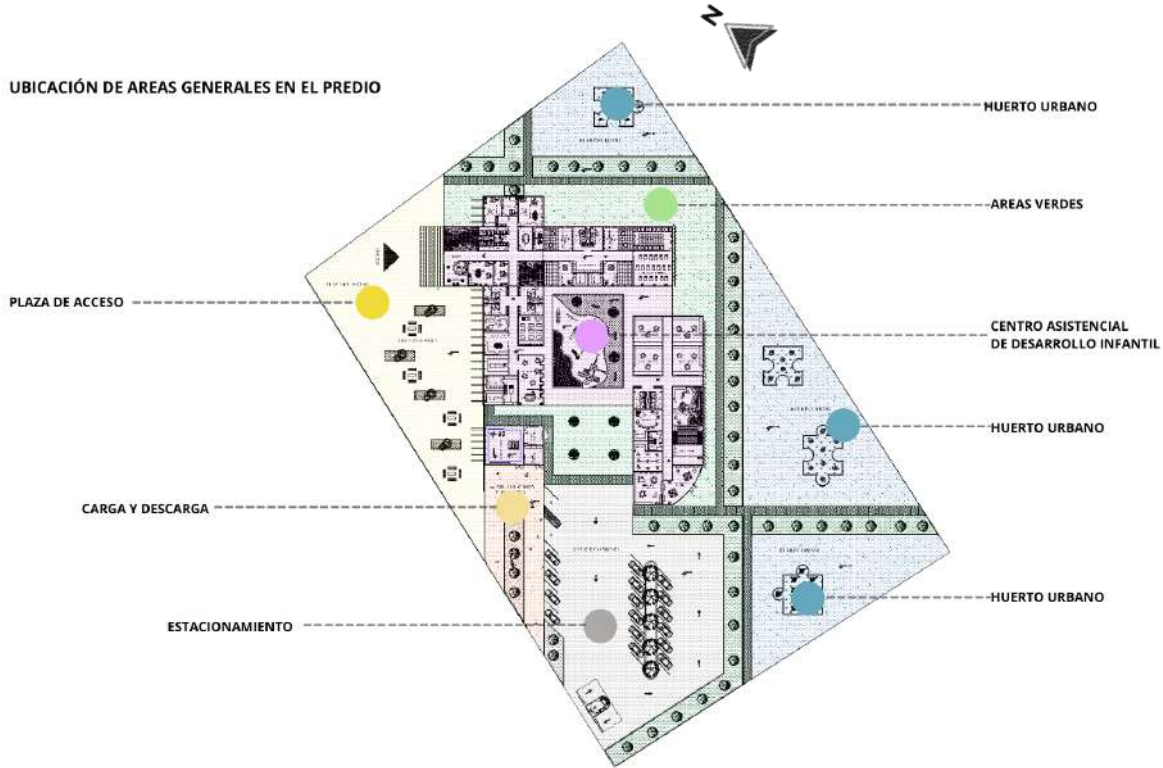 N
UBICACIÓN DE AREAS GENERALES EN EL PREDIO
HUERTO URBANO
AREAS VERDES
PLAZA DE ACCESO
CENTRO ASISTENCIAL
DE DESARROLLO INFANTIL
HUERTO URBANO
CARGA Y DESCARGA
HUERTO URBANO
ESTACIONAMIENTO